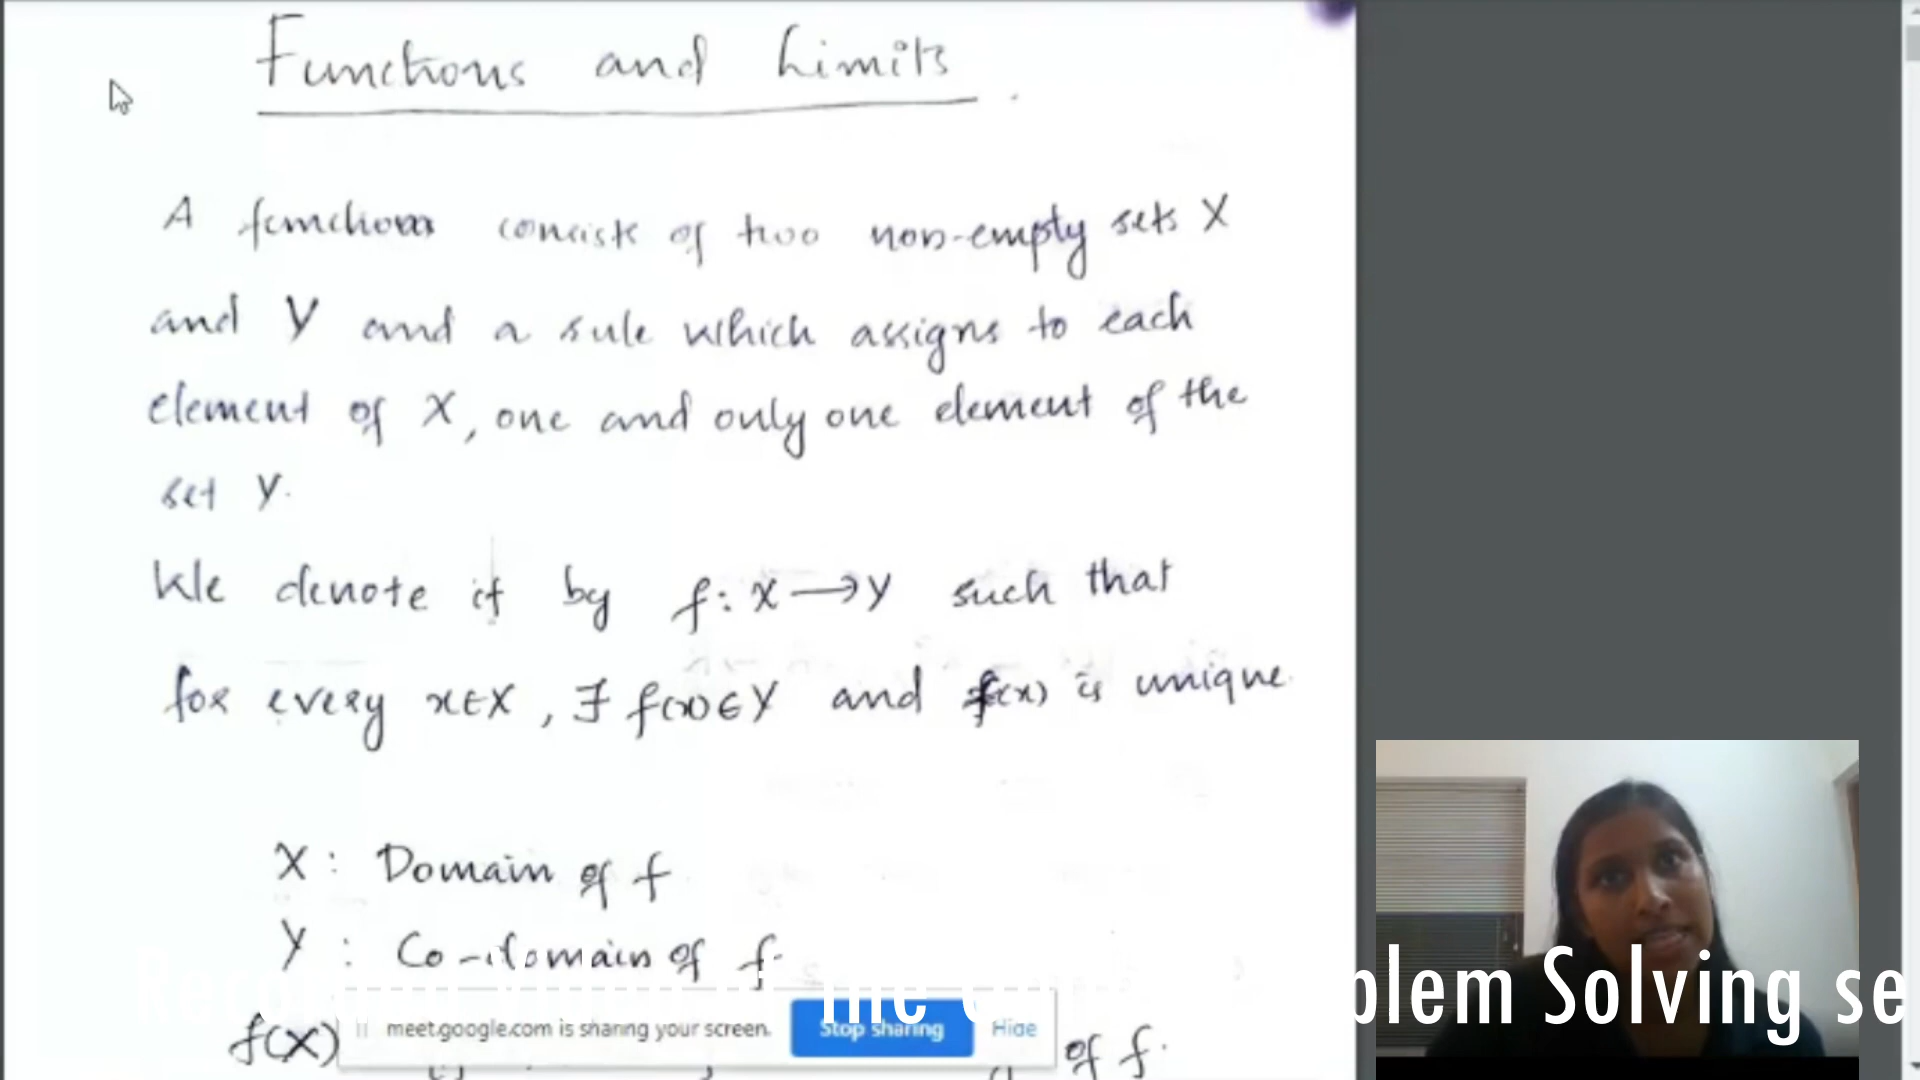 Functions and Limits.
A function consists of two non-empty sets X
and Y and a rule which assigns to each
element of X, one and only one element of the
set Y.
We denote it by f: X → Y such that
for every x∈X, ∃ f(x)∈Y and f(x) is unique.
X : Domain of f
Y : Co-domain of f.
f(X) of f.
meet.google.com is sharing your screen. Stop sharing Hide
blem Solving se